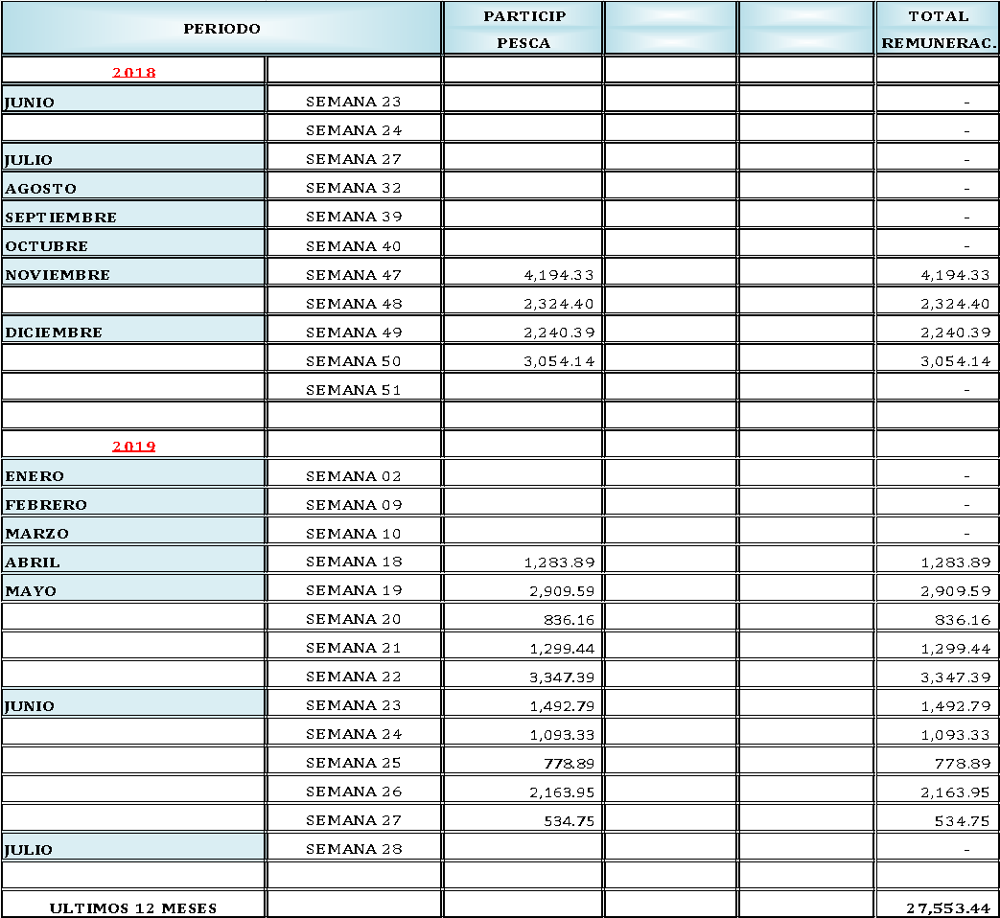 PERIODO PARTICIP PESCA TOTAL REMUNERAC.
2018
JUNIO SEMANA 23 -
SEMANA 24 -
JULIO SEMANA 27 -
AGOSTO SEMANA 32 -
SEPTIEMBRE SEMANA 39 -
OCTUBRE SEMANA 40 -
NOVIEMBRE SEMANA 47 4,194.33 4,194.33
SEMANA 48 2,324.40 2,324.40
DICIEMBRE SEMANA 49 2,240.39 2,240.39
SEMANA 50 3,054.14 3,054.14
SEMANA 51 -
2019
ENERO SEMANA 02 -
FEBRERO SEMANA 09 -
MARZO SEMANA 10 -
ABRIL SEMANA 18 1,283.89 1,283.89
MAYO SEMANA 19 2,909.59 2,909.59
SEMANA 20 836.16 836.16
SEMANA 21 1,299.44 1,299.44
SEMANA 22 3,347.39 3,347.39
JUNIO SEMANA 23 1,492.79 1,492.79
SEMANA 24 1,093.33 1,093.33
SEMANA 25 778.89 778.89
SEMANA 26 2,163.95 2,163.95
SEMANA 27 534.75 534.75
JULIO SEMANA 28 -
ULTIMOS 12 MESES 27,553.44